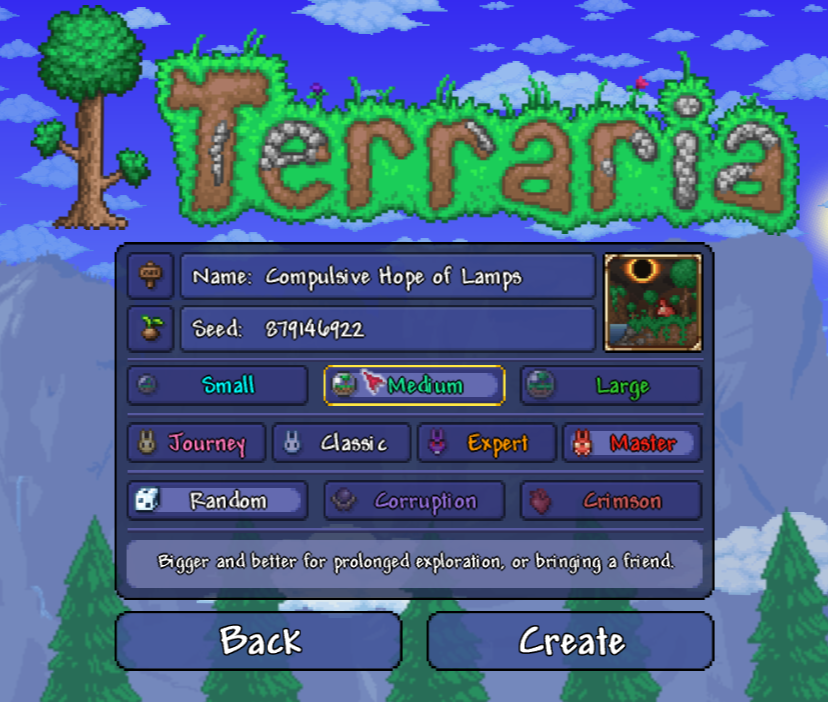 Terraria
Name: Compulsive Hope of Lamps
Seed: 879146922
Small Medium Large
Journey Classic Expert Master
Random Corruption Crimson
Bigger and better for prolonged exploration, or bringing a friend.
Back Create